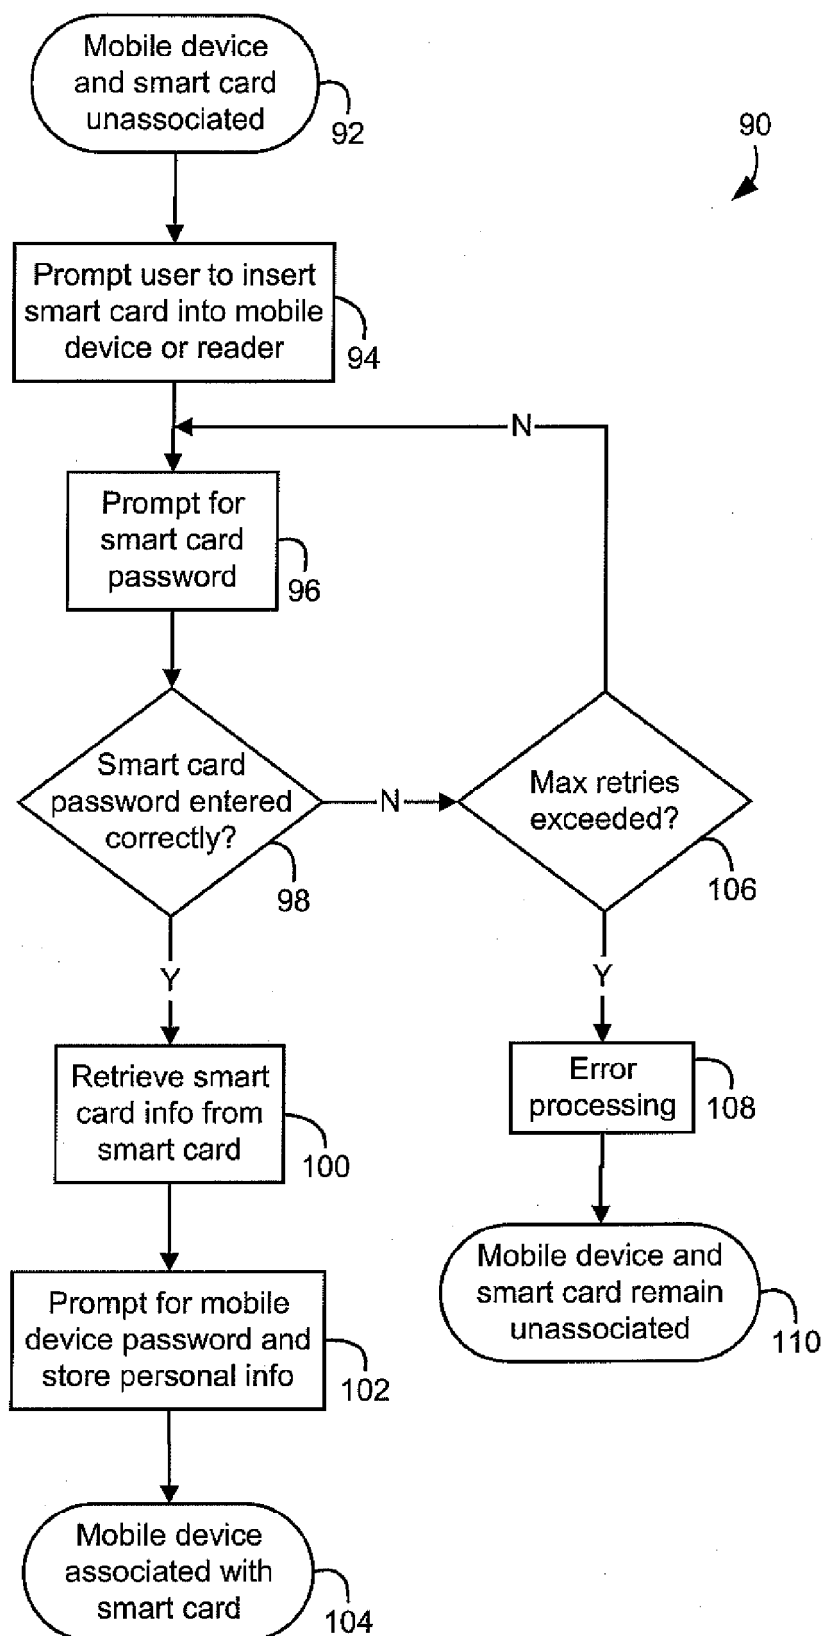 Mobile device
and smart card
unassociated
92
90
Prompt user to insert
smart card into mobile
device or reader
94
N
Prompt for
smart card
password
96
Smart card
password entered
correctly?
98
N
Max retries
exceeded?
106
Y
Y
Retrieve smart
card info from
smart card
100
Error
processing
108
Prompt for mobile
device password and
store personal info
102
Mobile device and
smart card remain
unassociated
110
Mobile device
associated with
smart card
104